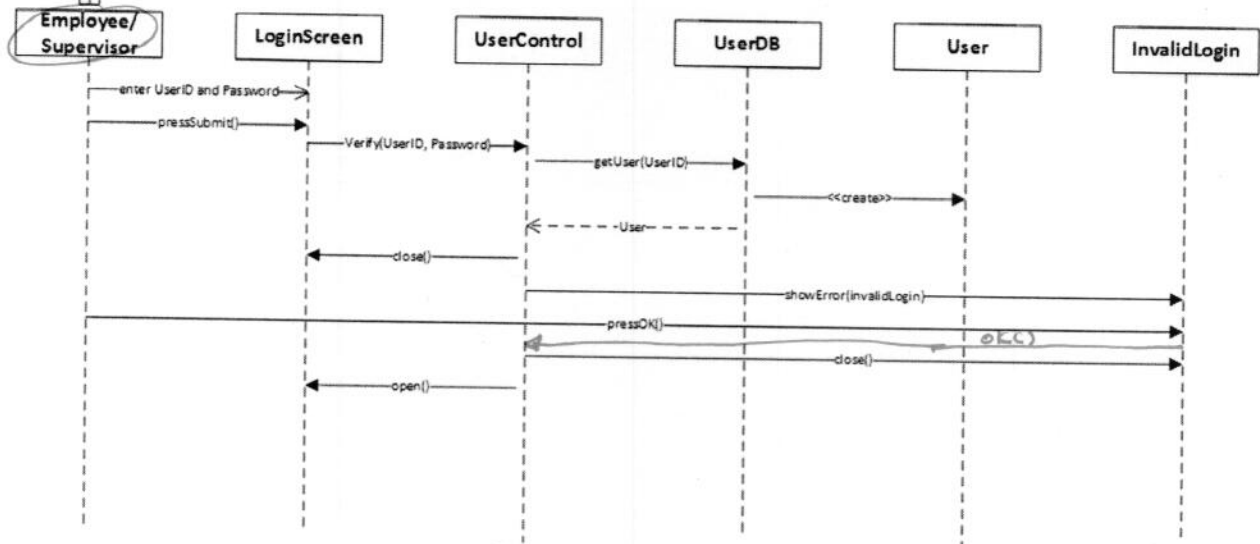 Employee/
Supervisor
LoginScreen
UserControl
UserDB
User
InvalidLogin
enter UserID and Password
pressSubmit()
Verify(UserID, Password)
getUser(UserID)
<<create>>
User
close()
showError(invalidLogin)
pressOK()
OK()
close()
open()